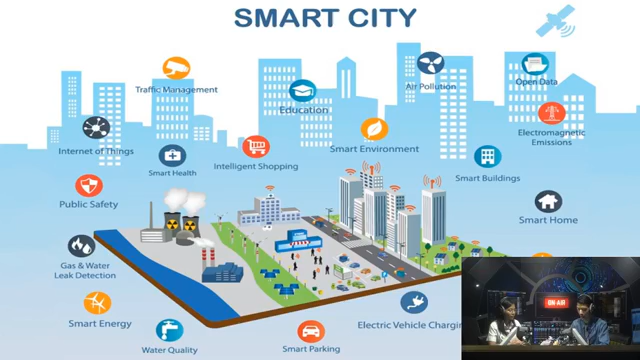 SMART CITY
Traffic Management
Education
Air Pollution
Open Data
Electromagnetic
Emissions
Internet of Things
Smart Health
Intelligent Shopping
Smart Environment
Smart Buildings
Public Safety
Smart Home
Gas & Water
Leak Detection
ON-AIR
Smart Energy
Water Quality
Smart Parking
Electric Vehicle Chargin